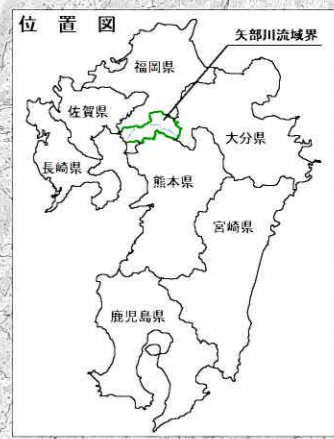 位置図
矢部川流域界
福岡県
佐賀県
大分県
長崎県
熊本県
宮崎県
鹿児島県